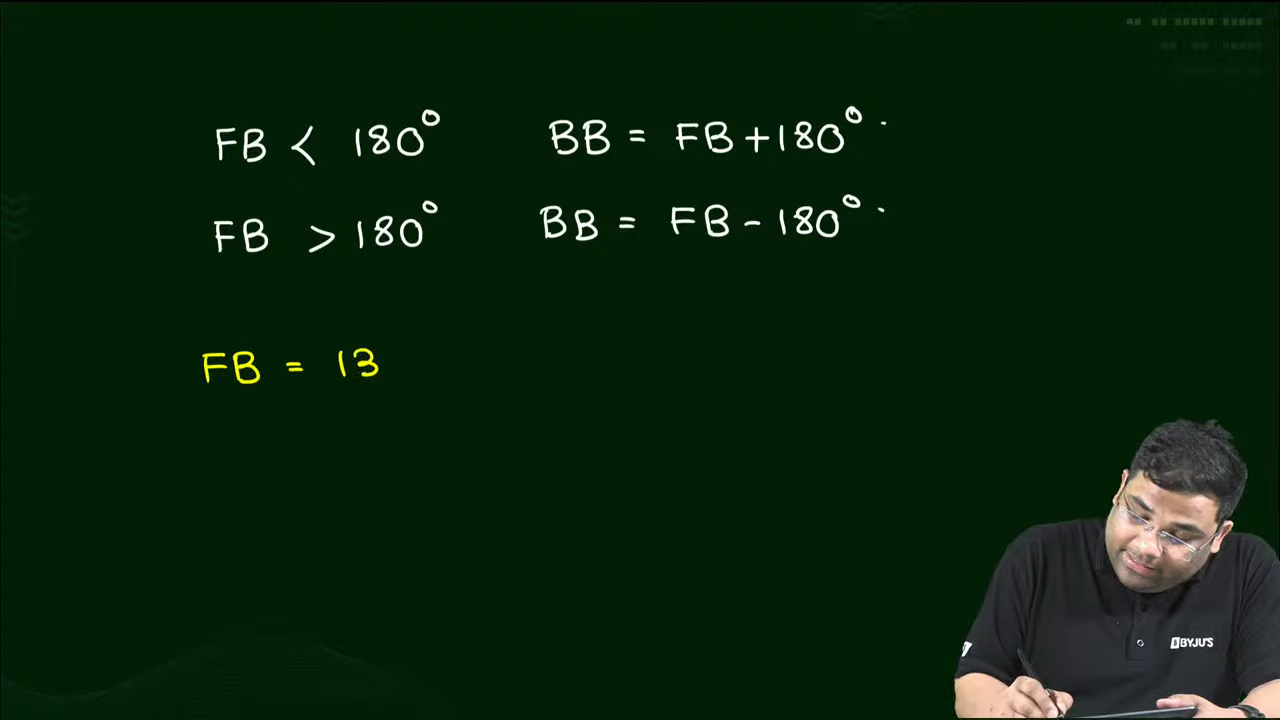 FB < 180° BB = FB + 180°.
FB > 180° BB = FB - 180°.
FB = 13
BYJU'S